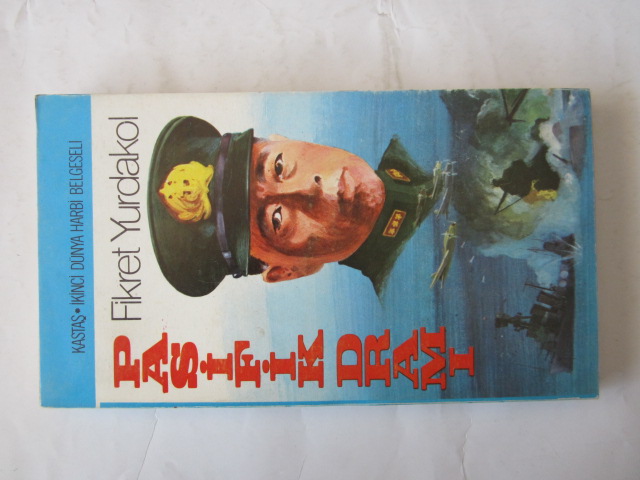 KASTAŞ • İKİNCİ DÜNYA HARBİ BELGESELİ
Fikret Yurdakol
PASİFİK DRAMI